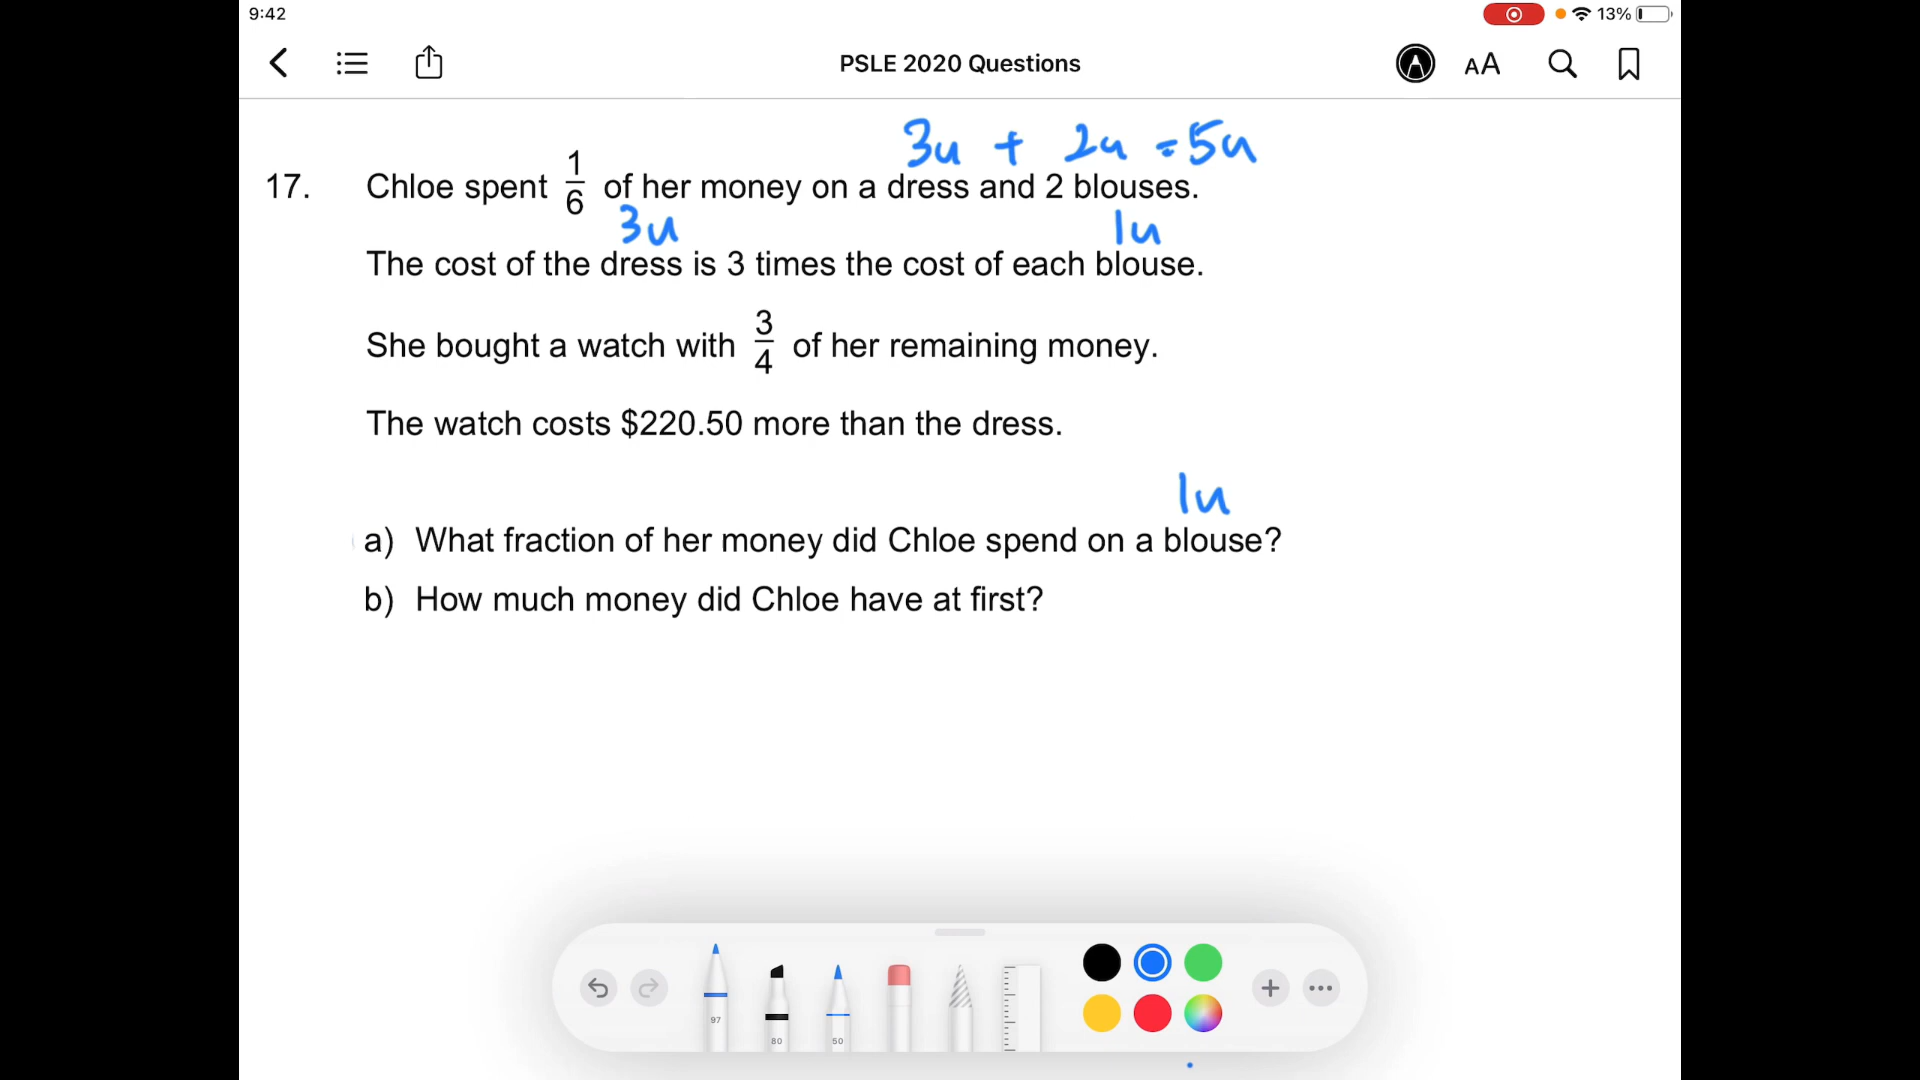 9:42
13%
PSLE 2020 Questions
AA
3u + 2u = 5u
17. Chloe spent 1/6 of her money on a dress and 2 blouses.
3u 1u
The cost of the dress is 3 times the cost of each blouse.
She bought a watch with 3/4 of her remaining money.
The watch costs $220.50 more than the dress.
1u
a) What fraction of her money did Chloe spend on a blouse?
b) How much money did Chloe have at first?
97
80
50